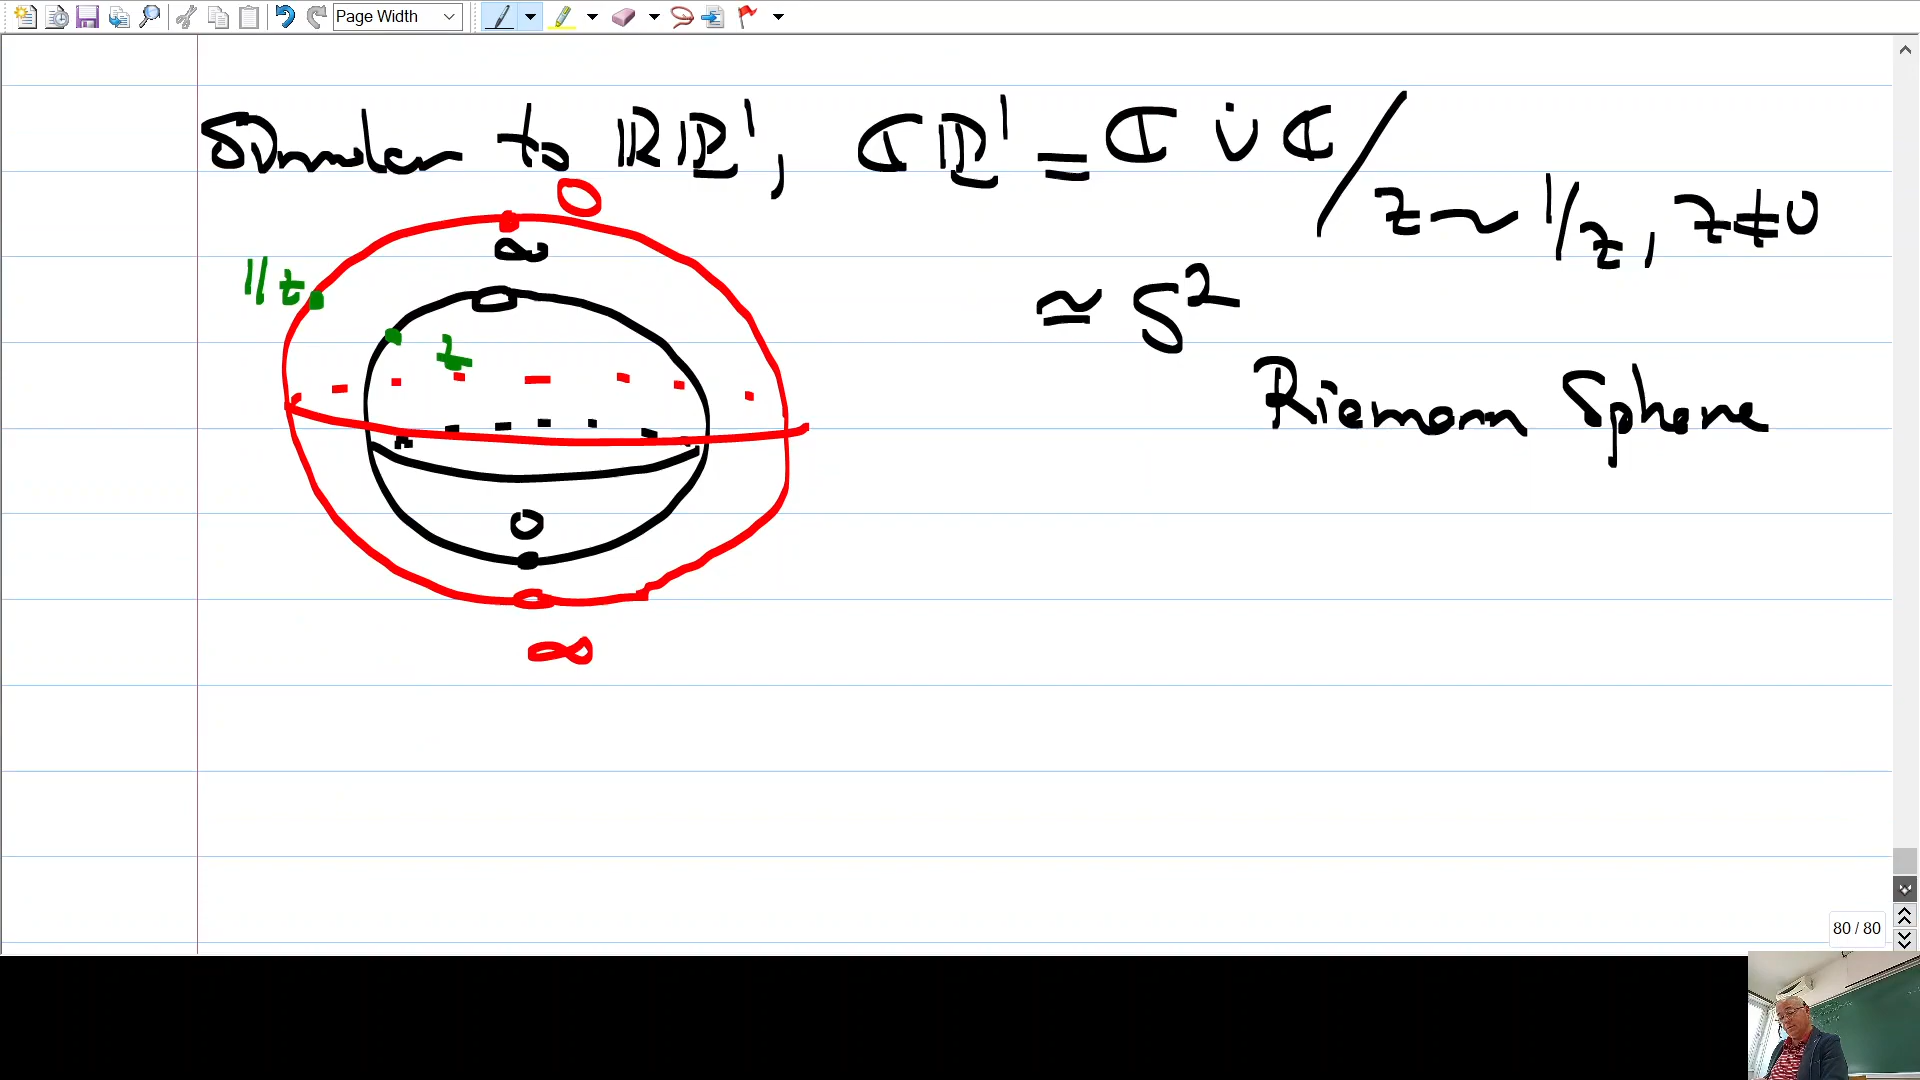 Page Width
Similar to ℝℙ¹, ℂℙ¹ = ℂ ∪̇ ℂ / z ~ 1/z, z ≠ 0
0
∞
1/z
z
≃ S²
Riemann Sphere
0
∞
80 / 80